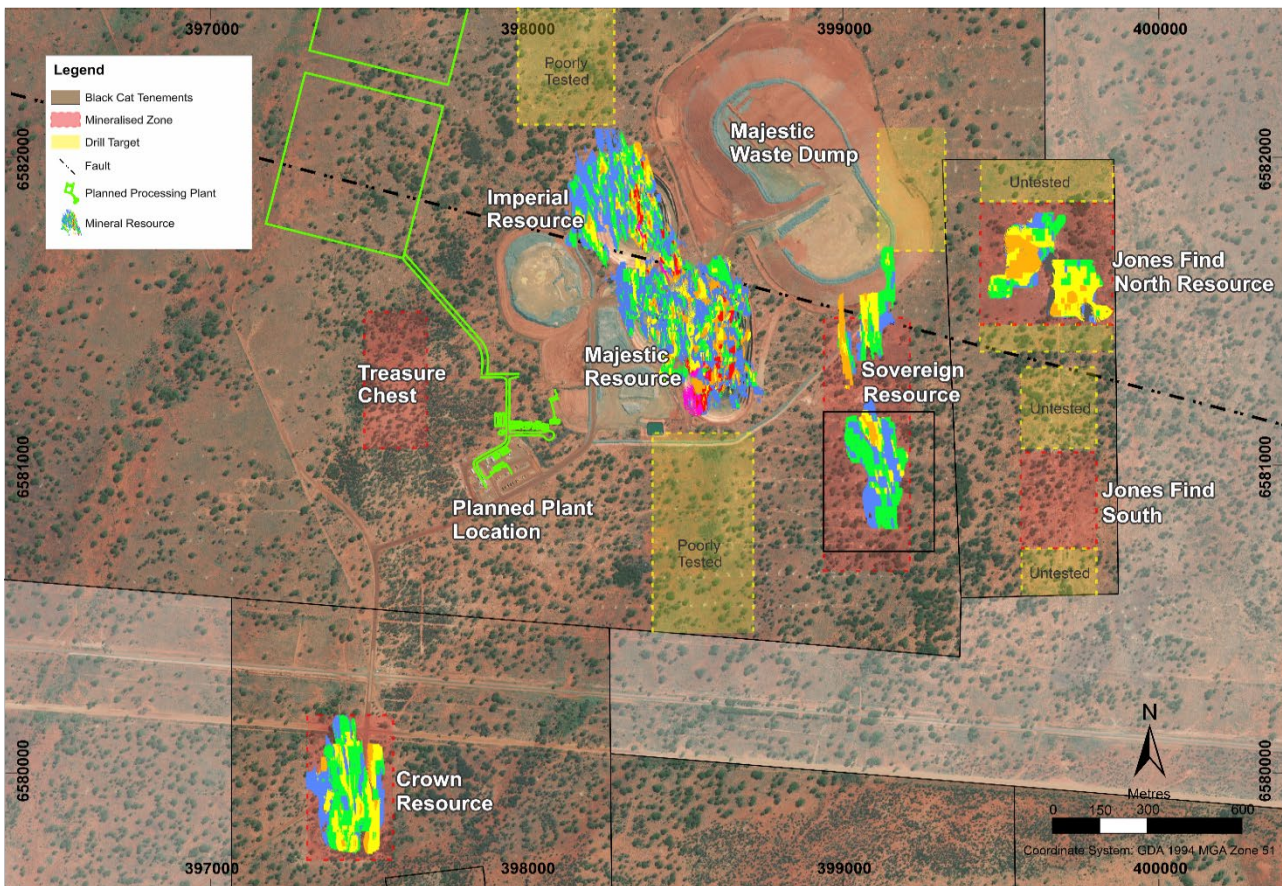 397000
398000
399000
400000
Legend
Black Cat Tenements
Mineralised Zone
Drill Target
Fault
Planned Processing Plant
Mineral Resource
Poorly
Tested
Majestic
Waste Dump
6582000
6582000
Imperial
Resource
Untested
Jones Find
North Resource
Treasure
Chest
Majestic
Resource
Sovereign
Resource
Untested
6581000
6581000
Planned Plant
Location
Jones Find
South
Poorly
Tested
Untested
6580000
6580000
Crown
Resource
N
Metres
0 150 300 600
Coordinate System: GDA 1994 MGA Zone 51
397000
398000
399000
400000